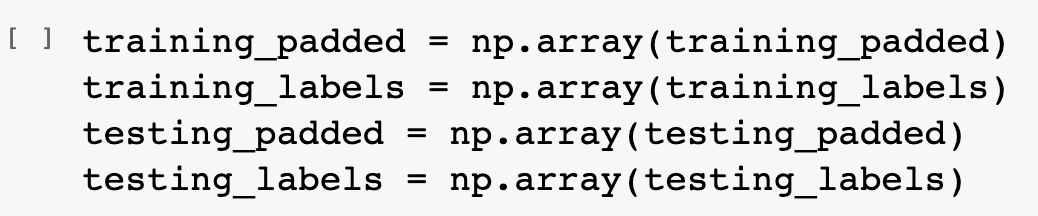 [ ] training_padded = np.array(training_padded)
training_labels = np.array(training_labels)
testing_padded = np.array(testing_padded)
testing_labels = np.array(testing_labels)